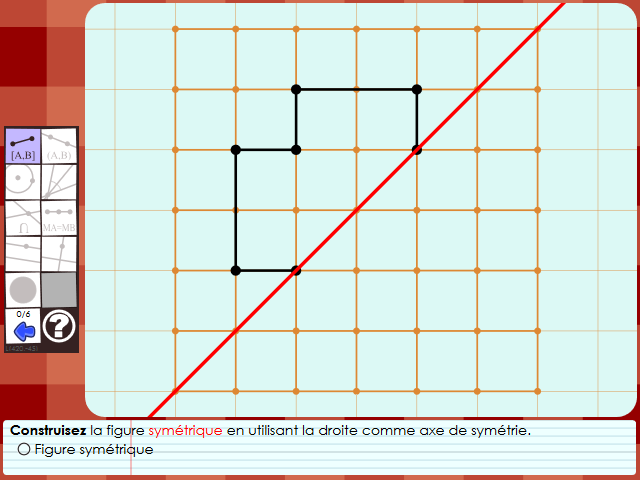 [A,B]
(A,B)
∩
MA=MB
0/6
?
Construisez la figure symétrique en utilisant la droite comme axe de symétrie.
Figure symétrique